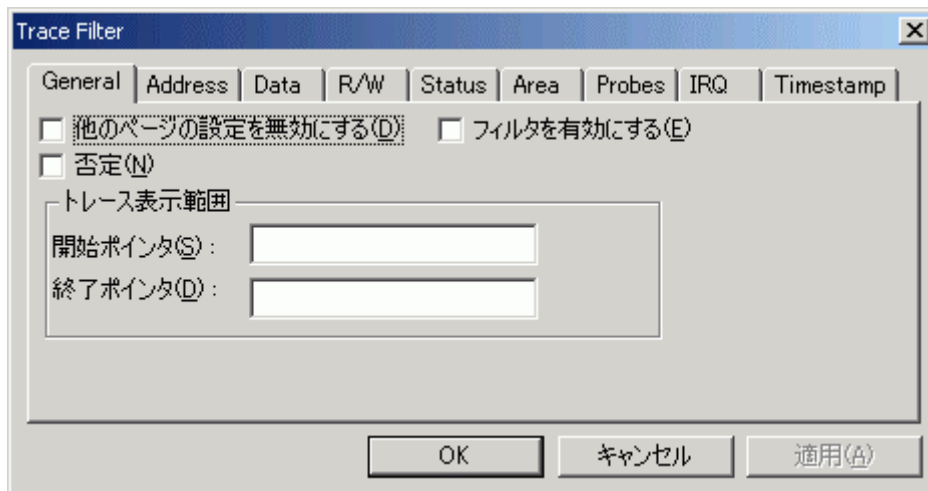 Trace Filter
General Address Data R/W Status Area Probes IRQ Timestamp
他のページの設定を無効にする(D) フィルタを有効にする(E)
否定(N)
トレース表示範囲
開始ポインタ(S) :
終了ポインタ(D) :
OK キャンセル 適用(A)